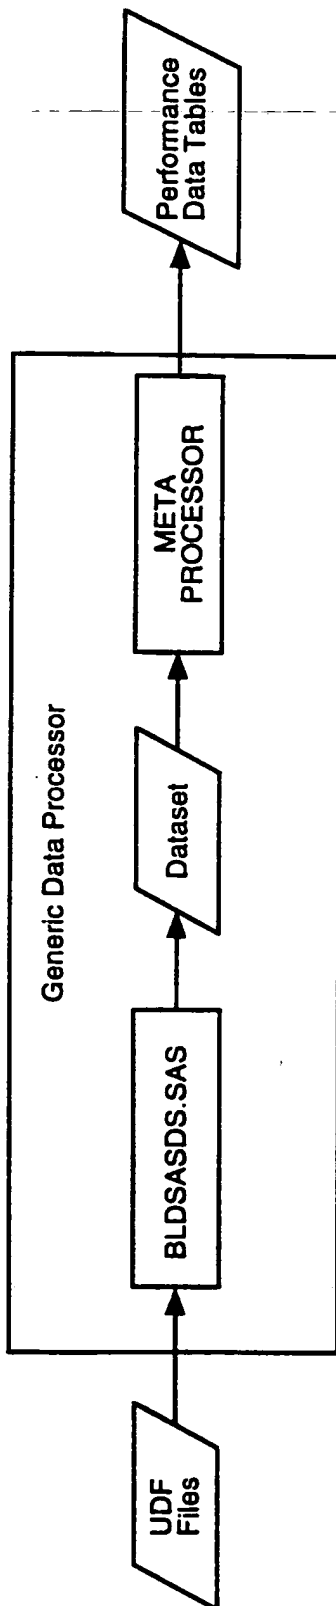 Generic Data Processor
UDF
Files
BLDSASDS.SAS
Dataset
META
PROCESSOR
Performance
Data Tables